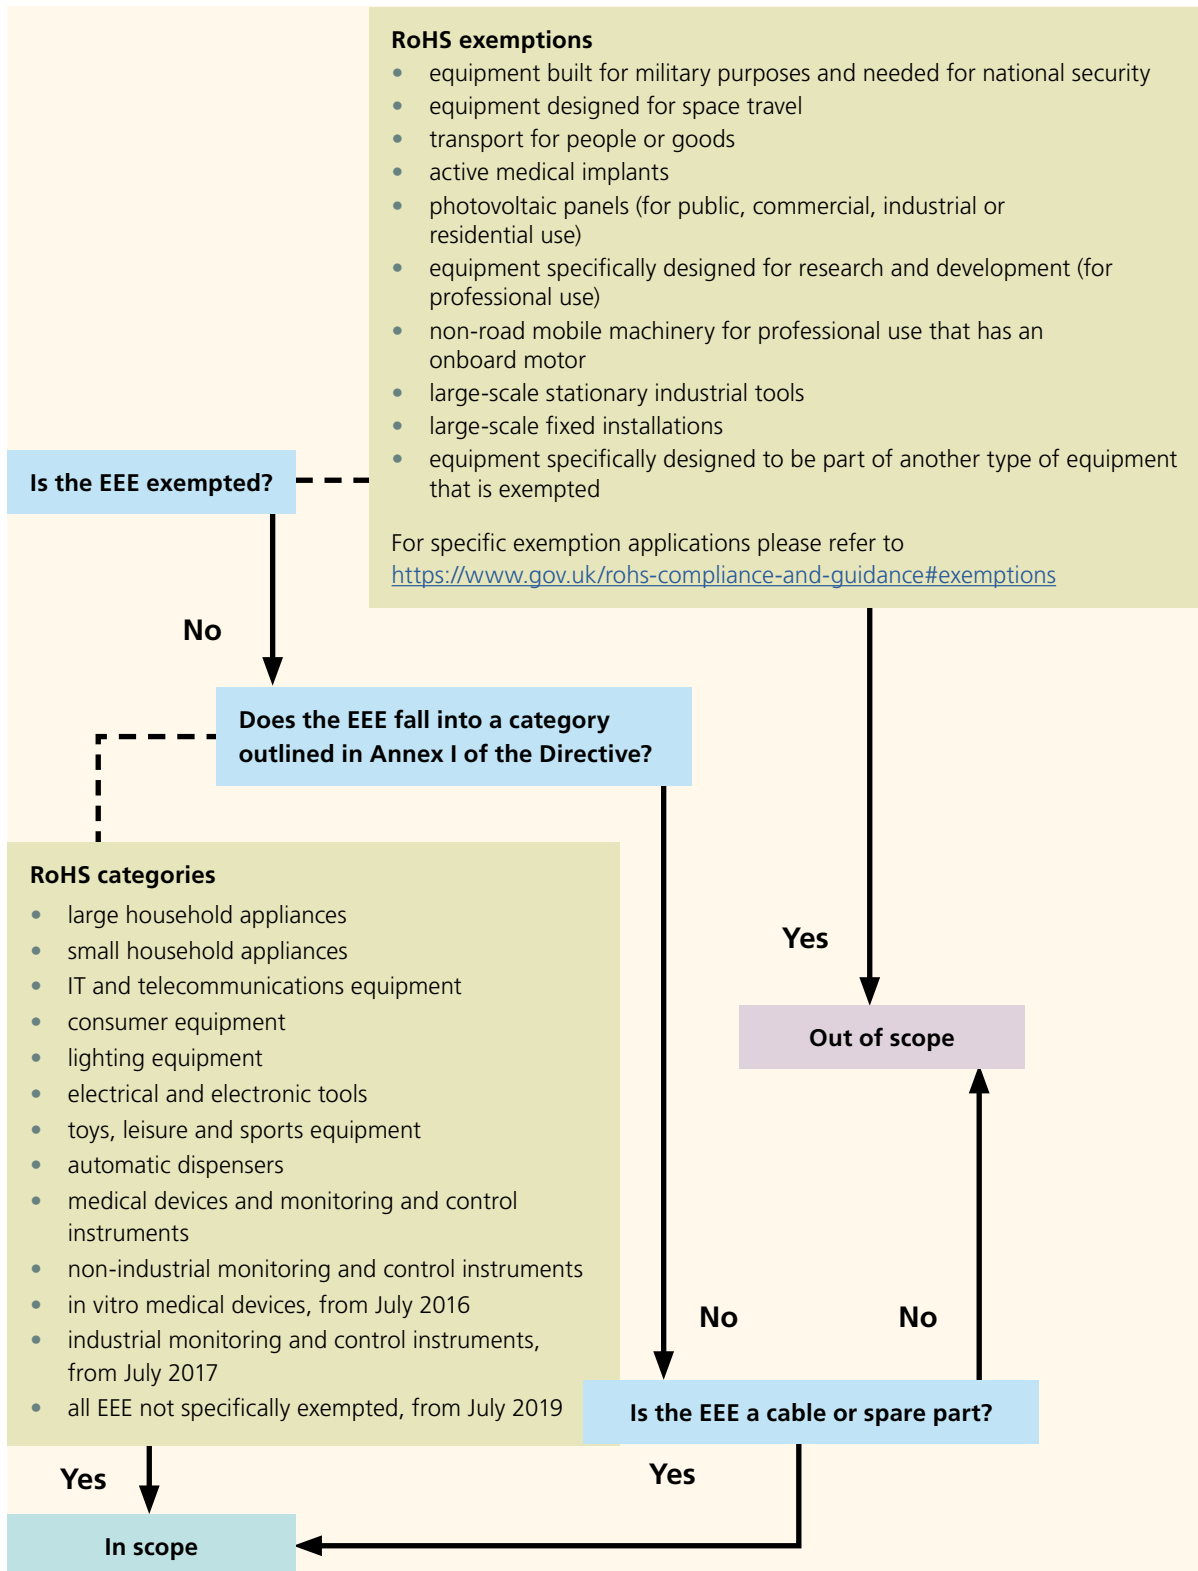 RoHS exemptions
• equipment built for military purposes and needed for national security
• equipment designed for space travel
• transport for people or goods
• active medical implants
• photovoltaic panels (for public, commercial, industrial or
residential use)
• equipment specifically designed for research and development (for
professional use)
• non-road mobile machinery for professional use that has an
onboard motor
• large-scale stationary industrial tools
• large-scale fixed installations
• equipment specifically designed to be part of another type of equipment
that is exempted
For specific exemption applications please refer to
https://www.gov.uk/rohs-compliance-and-guidance#exemptions
Is the EEE exempted?
No
Does the EEE fall into a category
outlined in Annex I of the Directive?
RoHS categories
• large household appliances
• small household appliances
• IT and telecommunications equipment
• consumer equipment
• lighting equipment
• electrical and electronic tools
• toys, leisure and sports equipment
• automatic dispensers
• medical devices and monitoring and control
instruments
• non-industrial monitoring and control instruments
• in vitro medical devices, from July 2016
• industrial monitoring and control instruments,
from July 2017
• all EEE not specifically exempted, from July 2019
Yes
Out of scope
No
No
Is the EEE a cable or spare part?
Yes
Yes
In scope